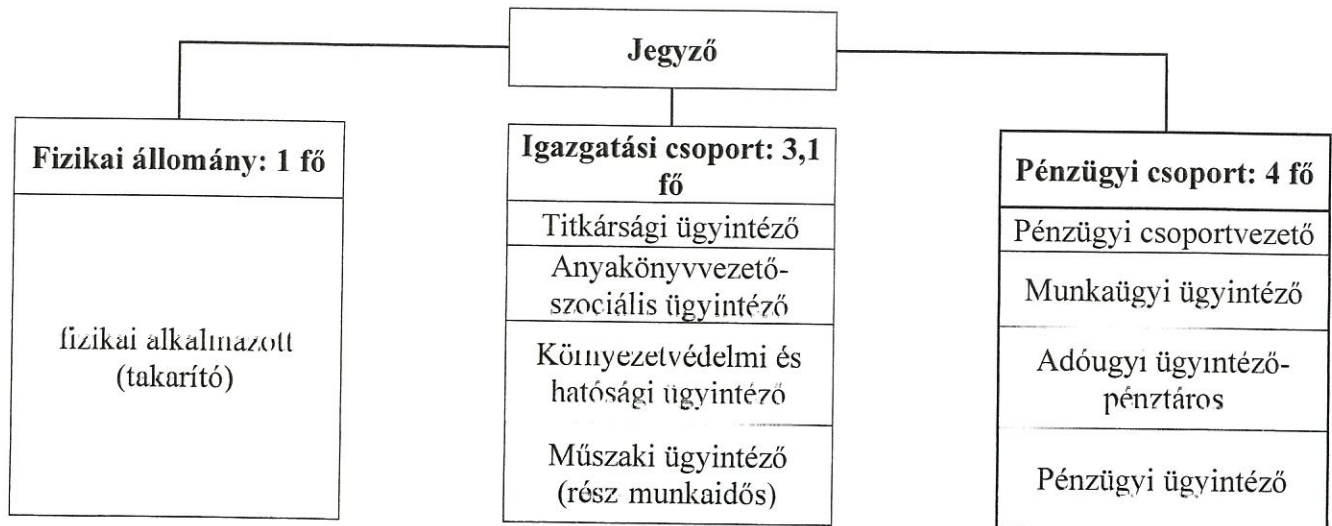 Jegyző
Fizikai állomány: 1 fő
fizikai alkalmazott
(takarító)
Igazgatási csoport: 3,1
fő
Titkársági ügyintéző
Anyakönyvvezető-
szociális ügyintéző
Környezetvédelmi és
hatósági ügyintéző
Műszaki ügyintéző
(rész munkaidős)
Pénzügyi csoport: 4 fő
Pénzügyi csoportvezető
Munkaügyi ügyintéző
Adóügyi ügyintéző-
pénztáros
Pénzügyi ügyintéző